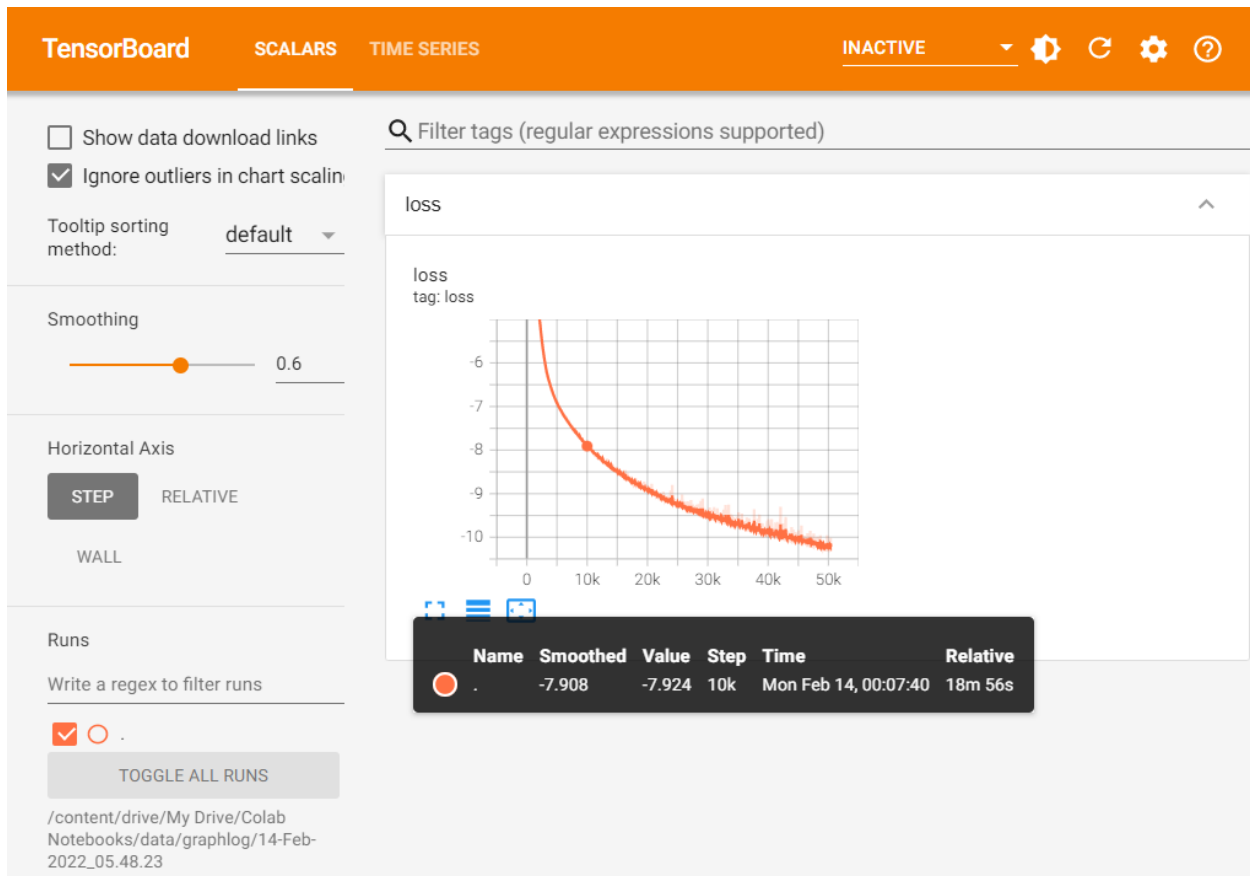 TensorBoard SCALARS TIME SERIES INACTIVE
Show data download links
Ignore outliers in chart scalin
Tooltip sorting
method:
default
Smoothing
0.6
Horizontal Axis
STEP RELATIVE
WALL
Runs
Write a regex to filter runs
.
TOGGLE ALL RUNS
/content/drive/My Drive/Colab
Notebooks/data/graphlog/14-Feb-
2022_05.48.23
Filter tags (regular expressions supported)
loss
loss
tag: loss
-6
-7
-8
-9
-10
0 10k 20k 30k 40k 50k
Name Smoothed Value Step Time Relative
. -7.908 -7.924 10k Mon Feb 14, 00:07:40 18m 56s